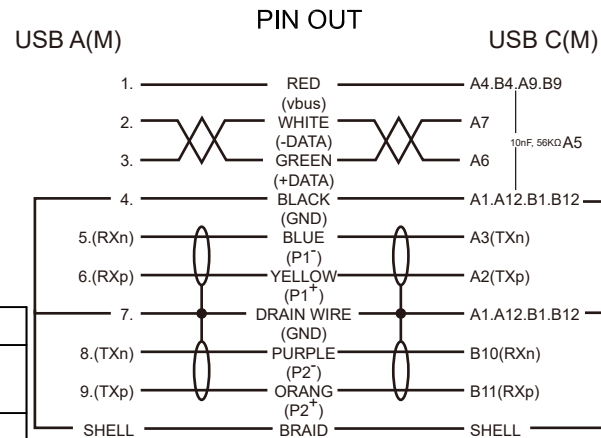 PIN OUT
USB A(M) USB C(M)
1. RED A4.B4.A9.B9
(vbus)
2. WHITE A7
(-DATA)
10nF, 56KΩ A5
3. GREEN A6
(+DATA)
4. BLACK A1.A12.B1.B12
(GND)
5.(RXn) BLUE A3(TXn)
(P1-)
6.(RXp) YELLOW A2(TXp)
(P1+)
7. DRAIN WIRE A1.A12.B1.B12
(GND)
8.(TXn) PURPLE B10(RXn)
(P2-)
9.(TXp) ORANG B11(RXp)
(P2+)
SHELL BRAID SHELL